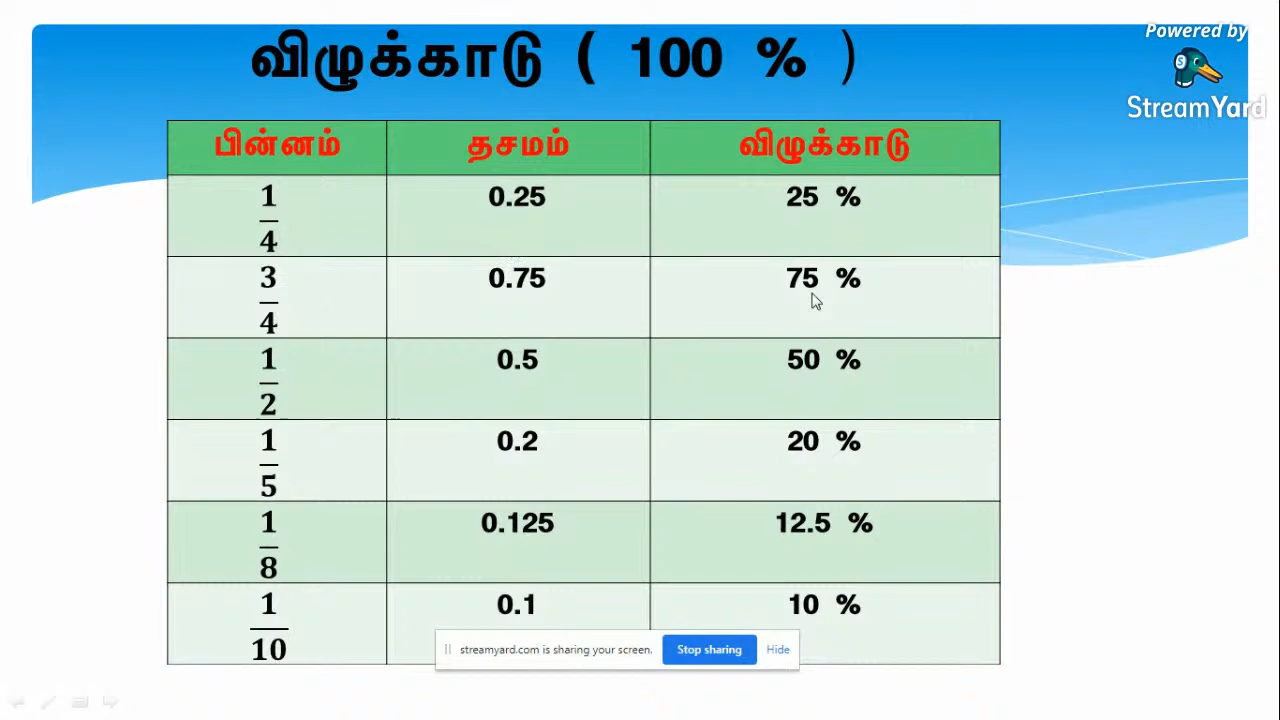 விழுக்காடு ( 100 % )
Powered by
StreamYard
பின்னம் தசமம் விழுக்காடு
1/4 0.25 25 %
3/4 0.75 75 %
1/2 0.5 50 %
1/5 0.2 20 %
1/8 0.125 12.5 %
1/10 0.1 10 %
streamyard.com is sharing your screen. Stop sharing Hide